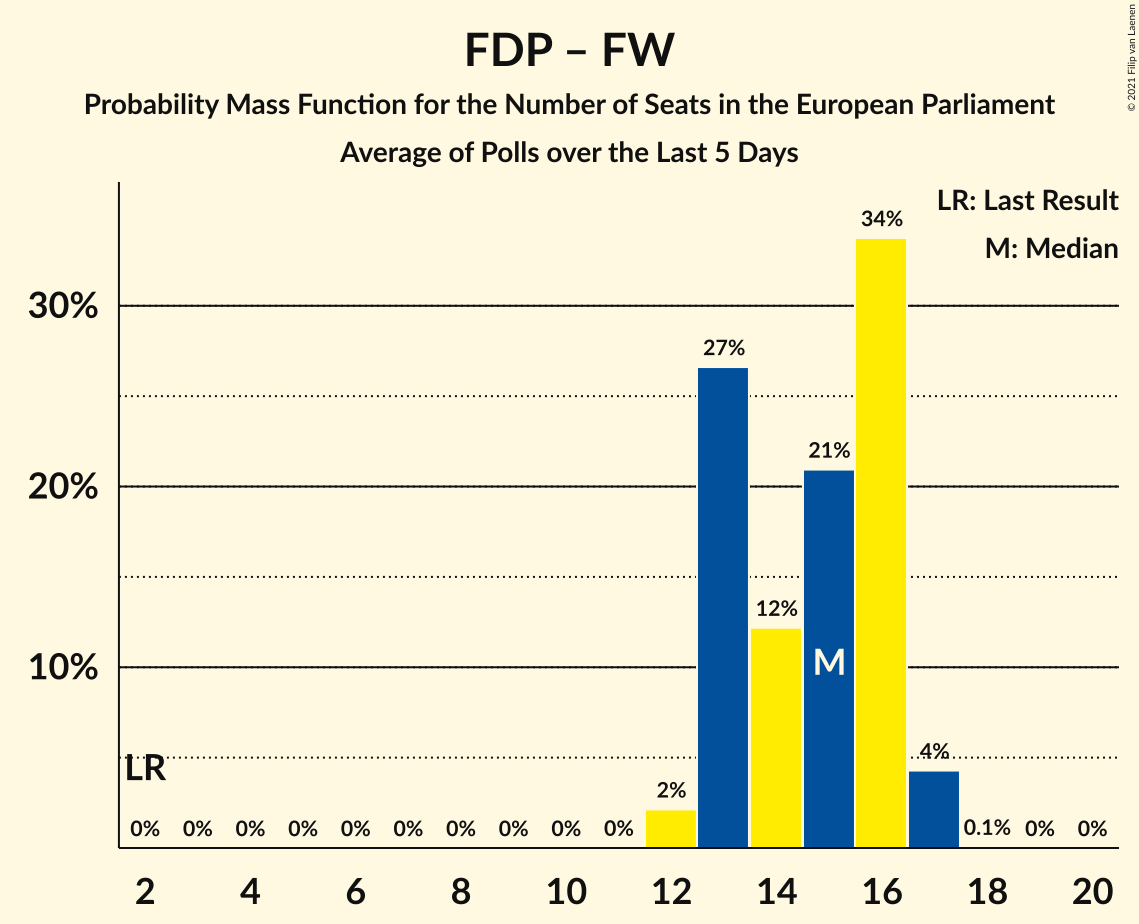 FDP – FW
Probability Mass Function for the Number of Seats in the European Parliament
Average of Polls over the Last 5 Days
© 2021 Filip van Laenen
LR: Last Result
M: Median
34%
30%
27%
21%
20%
12%
M
10%
LR
4%
2%
0% 0% 0% 0% 0% 0% 0% 0% 0% 0% 0.1% 0% 0%
2 4 6 8 10 12 14 16 18 20